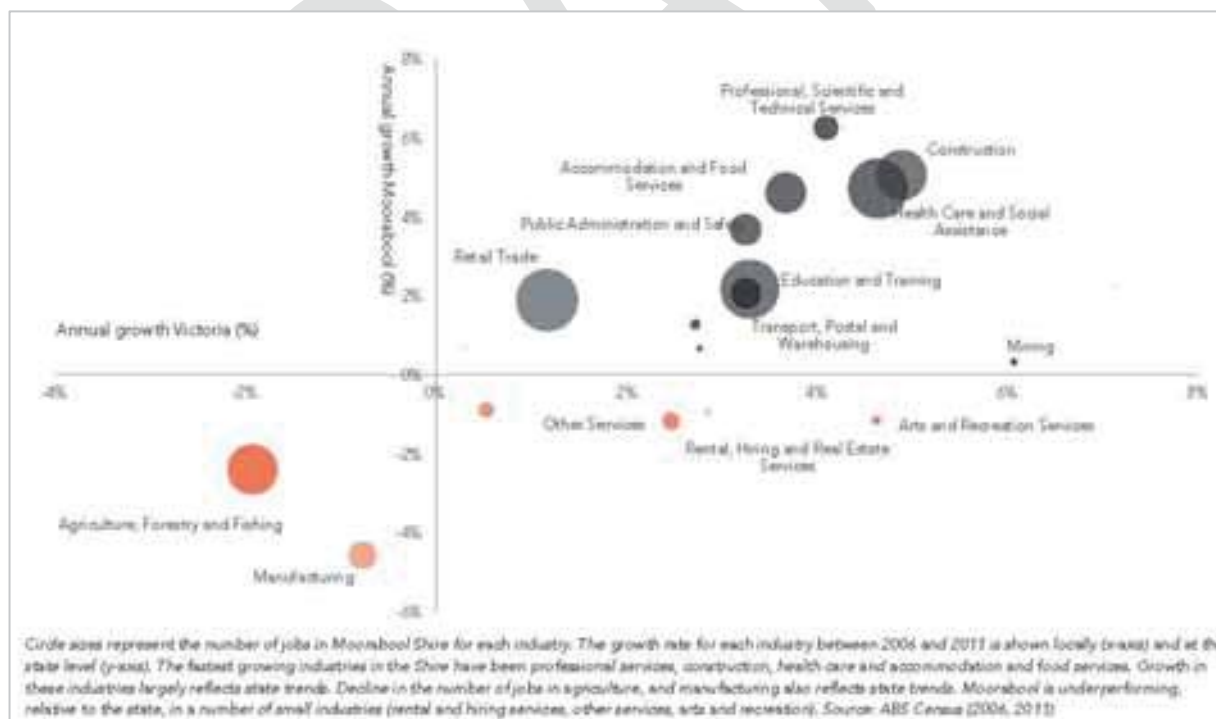 8%
Professional, Scientific and
Technical Services
6%
Construction
Accommodation and Food
Services
Annual growth Moorabool (%)
4%
Health Care and Social
Assistance
Public Administration and Safe
Retail Trade
Education and Training
2%
Annual growth Victoria (%)
Transport, Postal and
Warehousing
Mining
-4%
-2%
0%
0%
2%
4%
6%
8%
Other Services
Arts and Recreation Services
Rental, Hiring and Real Estate
Services
-2%
Agriculture, Forestry and Fishing
-4%
Manufacturing
-6%
Circle sizes represent the number of jobs in Moorabool Shire for each industry. The growth rate for each industry between 2006 and 2011 is shown locally (x-axis) and at the
state level (y-axis). The fastest growing industries in the Shire have been professional services, construction, health care and accommodation and food services. Growth in
these industries largely reflects state trends. Decline in the number of jobs in agriculture, and manufacturing also reflects state trends. Moorabool is underperforming,
relative to the state, in a number of small industries (rental and hiring services, other services, arts and recreation). Source: ABS Census (2006, 2011)